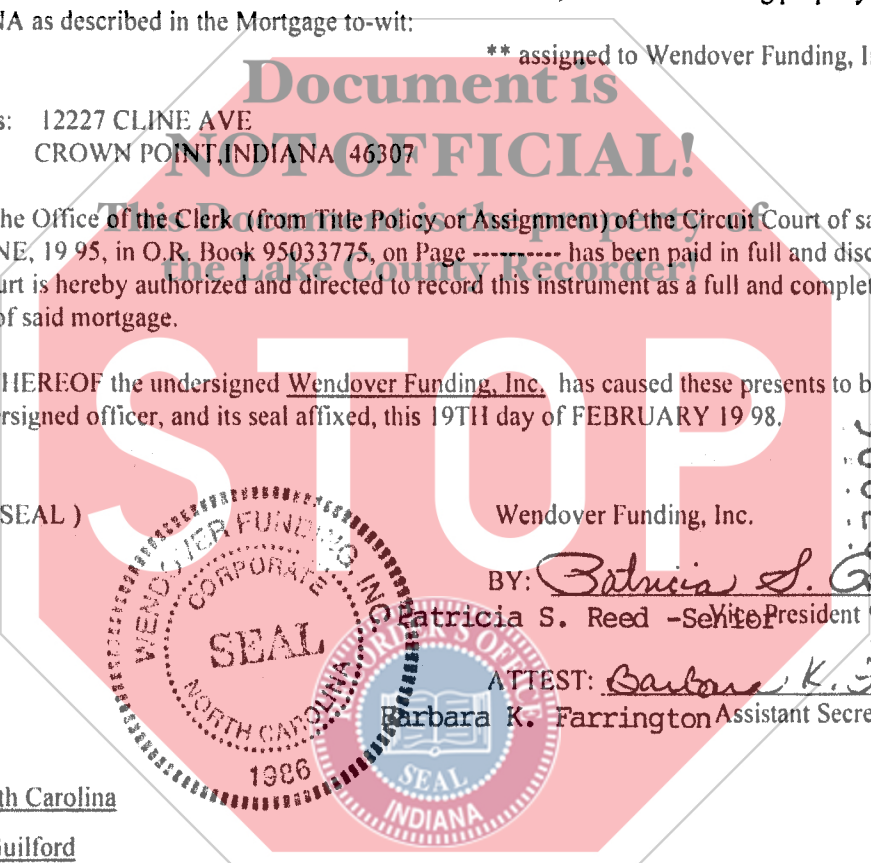 NA as described in the Mortgage to-wit:
** assigned to Wendover Funding, I
Document is
s: 12227 CLINE AVE
NOT OFFICIAL!
CROWN POINT, INDIANA 46307
This Document is the property of
he Office of the Clerk (from Title Policy or Assignment) of the Circuit Court of sa
NE, 19 95, in O.R. Book 95033775, on Page --------- has been paid in full and disc
the Lake County Recorder!
urt is hereby authorized and directed to record this instrument as a full and complet
of said mortgage.
HEREOF the undersigned Wendover Funding, Inc. has caused these presents to b
ersigned officer, and its seal affixed, this 19TH day of FEBRUARY 19 98.
STOP
SEAL )
Wendover Funding, Inc.
WENDOVER FUNDING, INC.
CORPORATE
SEAL
NORTH CAROLINA
1986
BY: Patricia S.
Patricia S. Reed -Senior Vice President
ATTEST: Barbara K.
Barbara K. Farrington Assistant Secre
RECORDER'S OFFICE
SEAL
INDIANA
th Carolina
Guilford